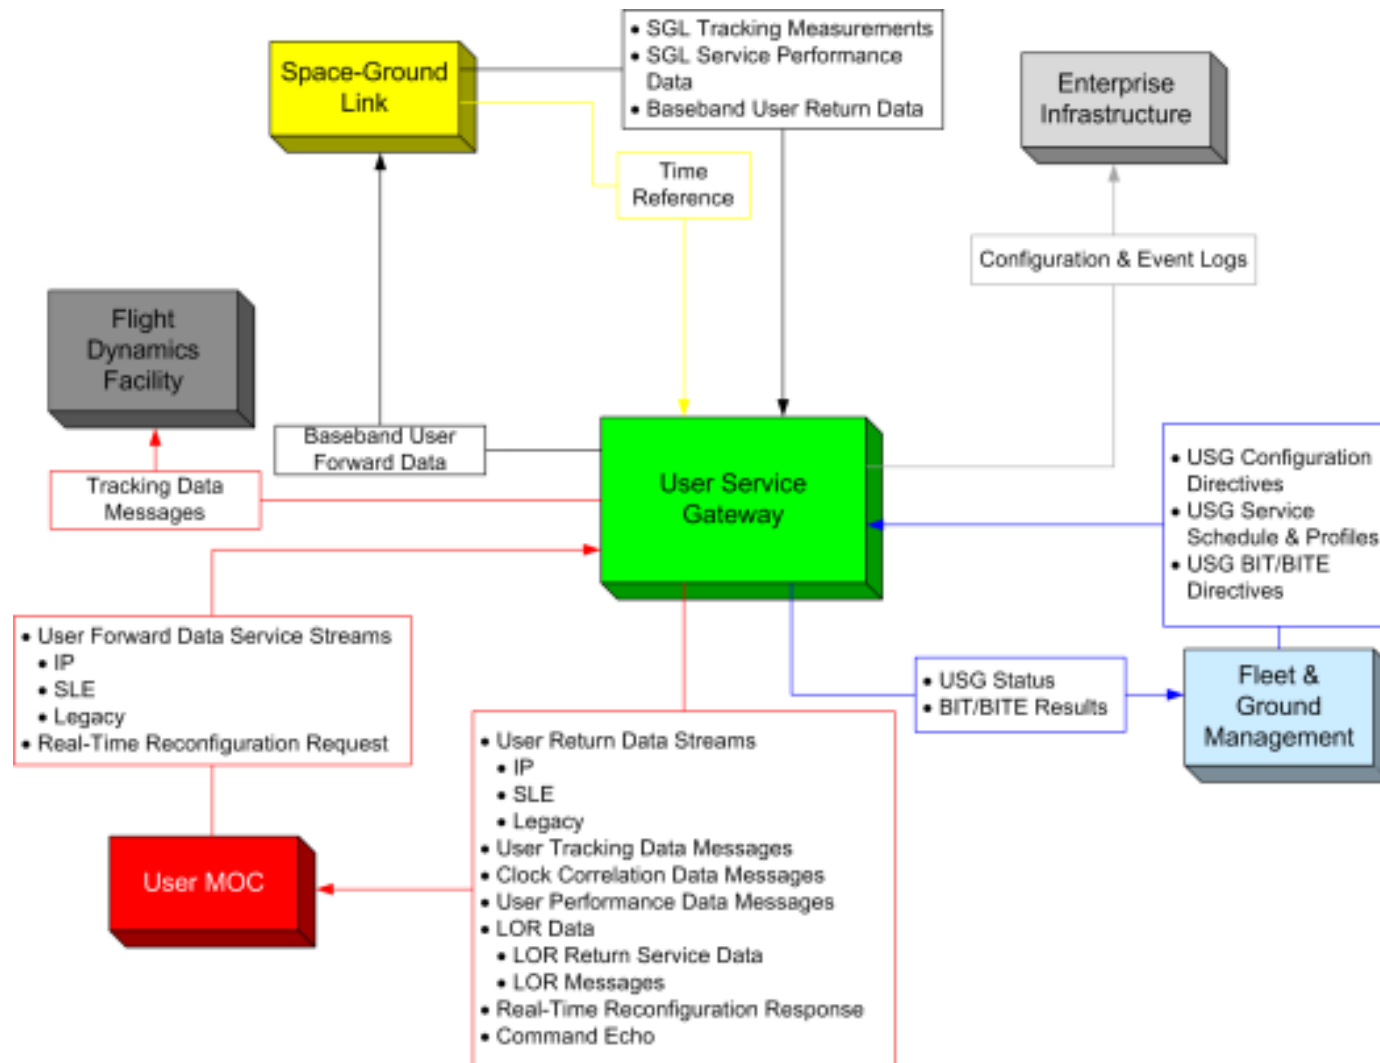 Space-Ground
Link
• SGL Tracking Measurements
• SGL Service Performance
Data
• Baseband User Return Data
Enterprise
Infrastructure
Time
Reference
Configuration & Event Logs
Flight
Dynamics
Facility
Baseband User
Forward Data
Tracking Data
Messages
User Service
Gateway
• USG Configuration
Directives
• USG Service
Schedule & Profiles
• USG BIT/BITE
Directives
• User Forward Data Service Streams
• IP
• SLE
• Legacy
• Real-Time Reconfiguration Request
• USG Status
• BIT/BITE Results
Fleet &
Ground
Management
User MOC
• User Return Data Streams
• IP
• SLE
• Legacy
• User Tracking Data Messages
• Clock Correlation Data Messages
• User Performance Data Messages
• LOR Data
• LOR Return Service Data
• LOR Messages
• Real-Time Reconfiguration Response
• Command Echo